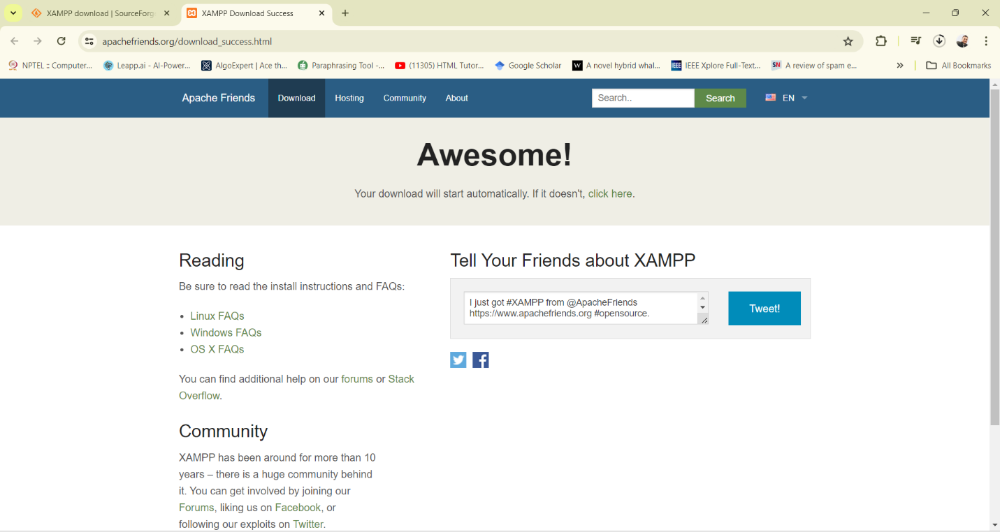 XAMPP download | SourceForg
XAMPP Download Success
apachefriends.org/download_success.html
NPTEL :: Computer...
Leapp.ai - AI-Power...
AlgoExpert | Ace th...
Paraphrasing Tool -...
(11305) HTML Tutor...
Google Scholar
W A novel hybrid whal...
IEEE IEEE Xplore Full-Text...
SN A review of spam e...
All Bookmarks
Apache Friends
Download
Hosting
Community
About
Search..
Search
EN
Awesome!
Your download will start automatically. If it doesn't, click here.
Reading
Be sure to read the install instructions and FAQs:
• Linux FAQs
• Windows FAQs
• OS X FAQs
You can find additional help on our forums or Stack
Overflow.
Community
XAMPP has been around for more than 10
years – there is a huge community behind
it. You can get involved by joining our
Forums, liking us on Facebook, or
following our exploits on Twitter.
Tell Your Friends about XAMPP
I just got #XAMPP from @ApacheFriends
https://www.apachefriends.org #opensource.
Tweet!